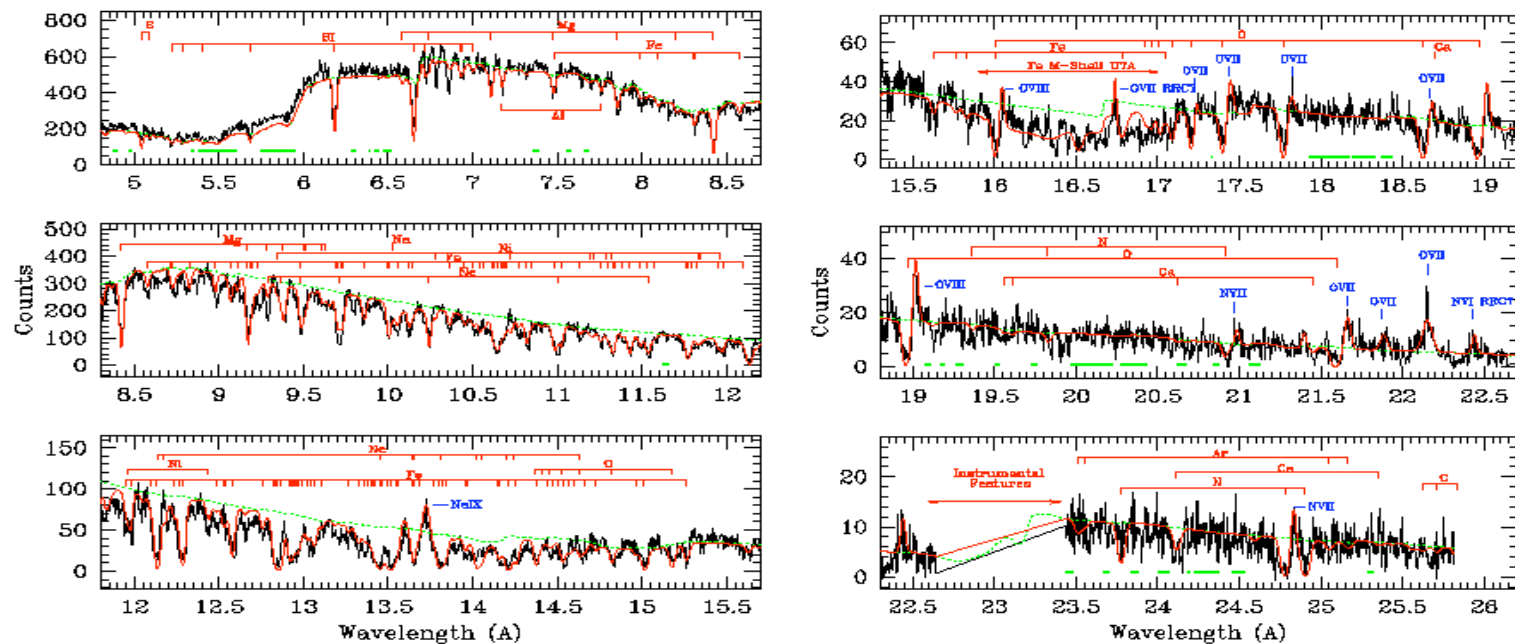 S
Si
Mg
Fe
Al
800
600
400
200
0
5 5.5 6 6.5 7 7.5 8 8.5
Mg
Na
Ni
Fe
Ne
Counts
500
400
300
200
100
0
8.5 9 9.5 10 10.5 11 11.5 12
Ne
Ni
O
Fe
NeIX
150
100
50
0
12 12.5 13 13.5 14 14.5 15 15.5
Wavelength (A)
O
Fe
Ca
Fe M-Shell UTA
OVII OVII OVII
OVIII
OVII RRC?
OVII
60
40
20
0
15.5 16 16.5 17 17.5 18 18.5 19
N
O
Ca
OVIII
NVII
OVII
OVII
OVII
NVI RRC?
Counts
40
20
0
19 19.5 20 20.5 21 21.5 22 22.5
Instrumental
Features
Ar
Ca
N
C
NVII
20
10
0
22.5 23 23.5 24 24.5 25 25.5 26
Wavelength (A)